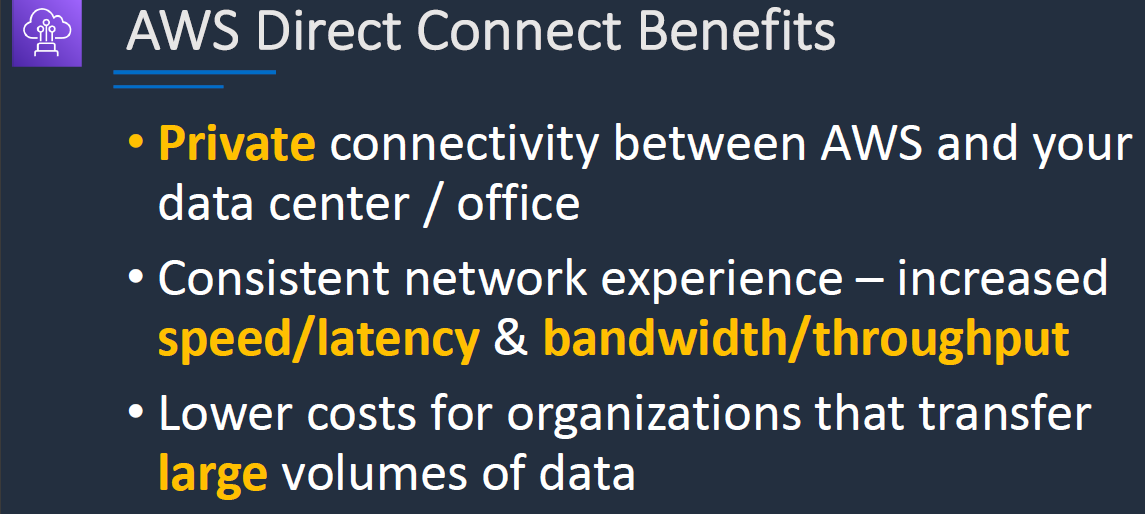 AWS Direct Connect Benefits
• Private connectivity between AWS and your
data center / office
• Consistent network experience – increased
speed/latency & bandwidth/throughput
• Lower costs for organizations that transfer
large volumes of data